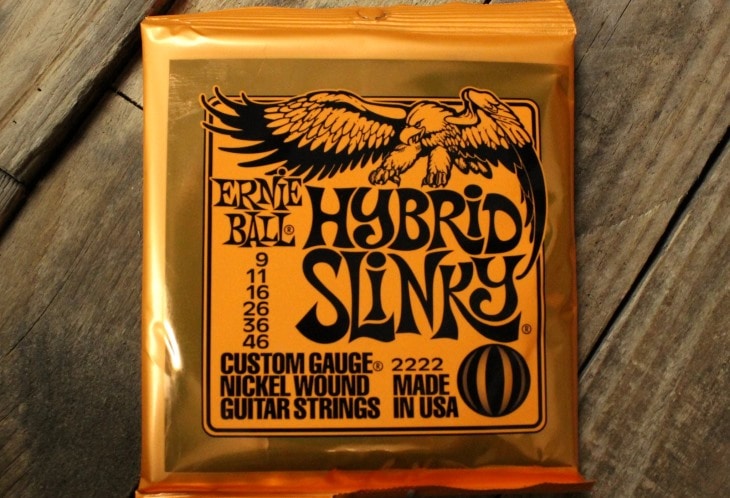 ERNiE
BALL®
HYBRiD
SLiNKY®
9
11
16
26
36
46
CUSTOM GAUGE® 2222
NICKEL WOUND MADE
GUITAR STRINGS IN USA